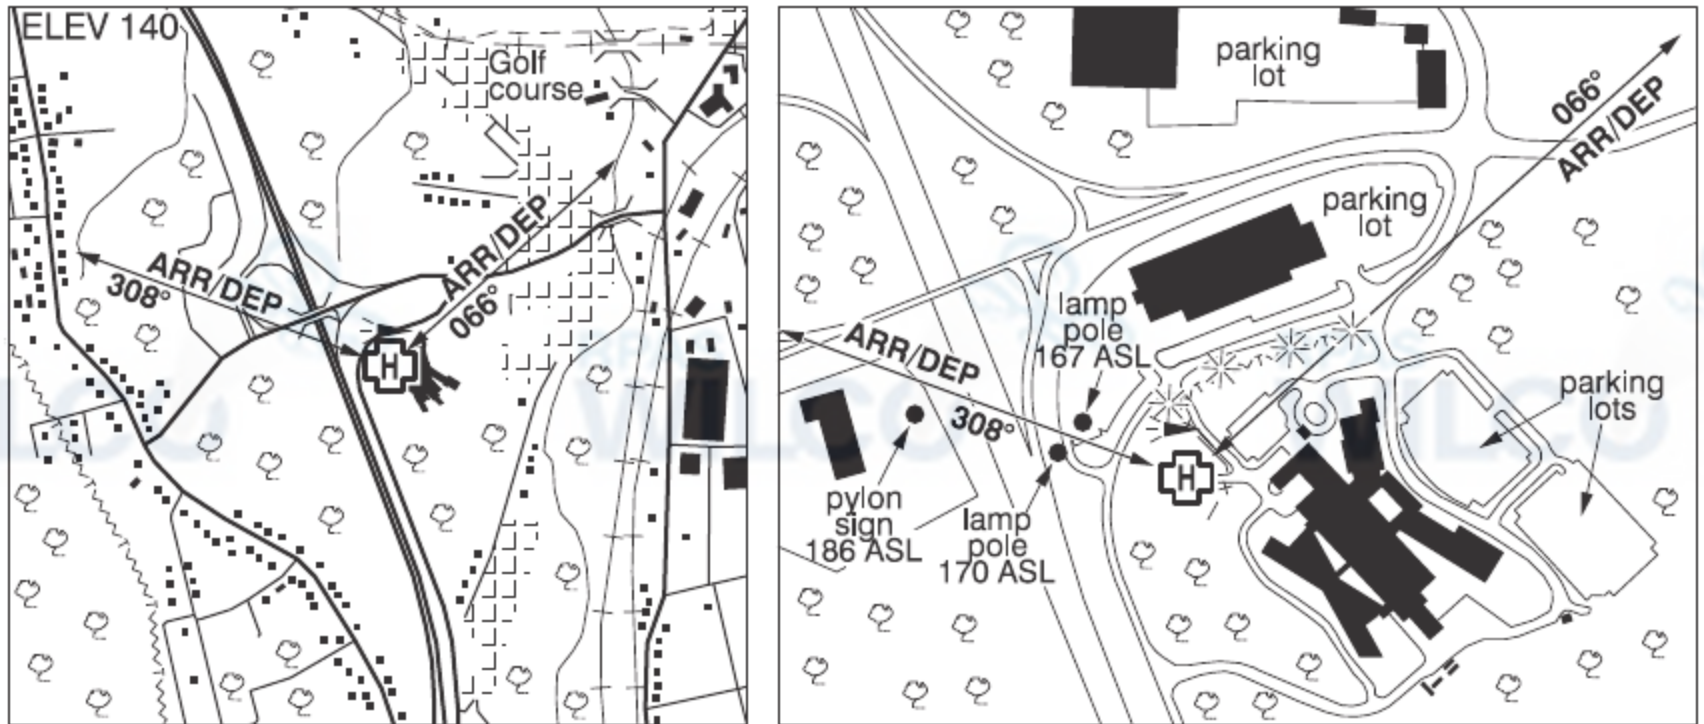 ELEV 140
Golf
course
ARR/DEP
308°
ARR/DEP
066°
H
parking
lot
066°
ARR/DEP
parking
lot
lamp
pole
167 ASL
ARR/DEP
308°
parking
lots
H
pylon
sign
186 ASL
lamp
pole
170 ASL
WILCO